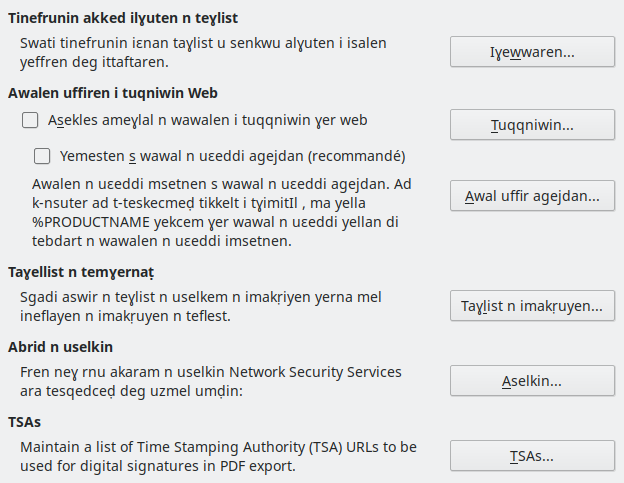 Tinefrunin akked ilɣuten n teɣlist
Swati tinefrunin iɛnan taɣlist u senkwu alɣuten i isalen
yeffren deg ittaftaren.
Iɣewwaren...
Awalen uffiren i tuqniwin Web
Asekles ameɣlal n wawalen i tuqqniwin ɣer web
Tuqqniwin...
Yemesten s wawal n uɛeddi agejdan (recommandé)
Awalen n uɛeddi msetnen s wawal n uɛeddi agejdan. Ad
k-nsuter ad t-teskecmeḍ tikkelt i tɣimitIl , ma yella
%PRODUCTNAME yekcem ɣer wawal n uɛeddi yellan di
tebdart n wawalen n uɛeddi imsetnen.
Awal uffir agejdan...
Taɣellist n temɣernaṭ
Sgadi aswir n teɣlist n uselkem n imakṛiyen yerna mel
ineflayen n imakṛuyen n teflest.
Taɣlist n imakṛuyen...
Abrid n uselkin
Fren neɣ rnu akaram n uselkin Network Security Services
ara tesqedceḍ deg uzmel umḍin:
Aselkin...
TSAs
Maintain a list of Time Stamping Authority (TSA) URLs to be
used for digital signatures in PDF export.
TSAs...